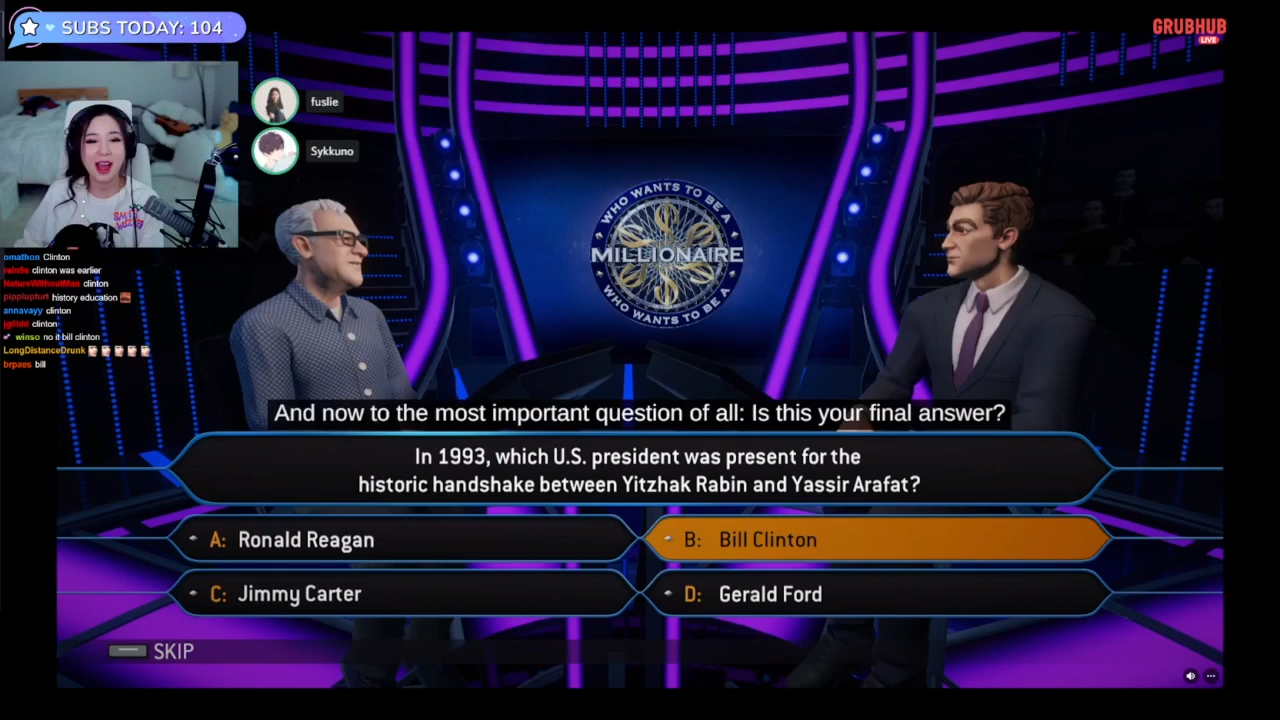 SUBS TODAY: 104
GRUBHUB
LIVE
fuslie
Sykkuno
omathon Clinton
clinton was earlier
NatureWithoutMan clinton
pipplupturt history education
annavayy clinton
clinton
winso no it bill clinton
LongDistanceDrunk
brpaes bill
WHO WANTS TO BE A
MILLIONAIRE
WHO WANTS TO BE A
And now to the most important question of all: Is this your final answer?
In 1993, which U.S. president was present for the
historic handshake between Yitzhak Rabin and Yassir Arafat?
A: Ronald Reagan
B: Bill Clinton
C: Jimmy Carter
D: Gerald Ford
SKIP